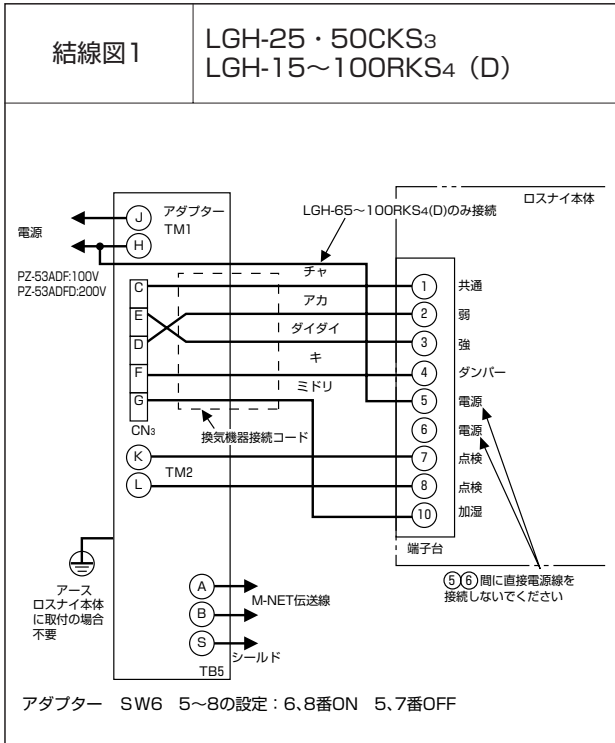 結線図1
LGH-25・50CKS3
LGH-15～100RKS4（D）
ロスナイ本体
アダプター
TM1
J
H
電源
PZ-53ADF:100V
PZ-53ADFD:200V
LGH-65～100RKS4(D)のみ接続
チャ
アカ
ダイダイ
キ
ミドリ
C
E
D
F
G
CN3
換気機器接続コード
K
L
TM2
1 共通
2 弱
3 強
4 ダンパー
5 電源
6 電源
7 点検
8 点検
10 加湿
端子台
⑤⑥間に直接電源線を
接続しないでください
アース
ロスナイ本体
に取付の場合
不要
A
B
M-NET伝送線
S
シールド
TB5
アダプター SW6 5～8の設定：6､8番ON 5､7番OFF